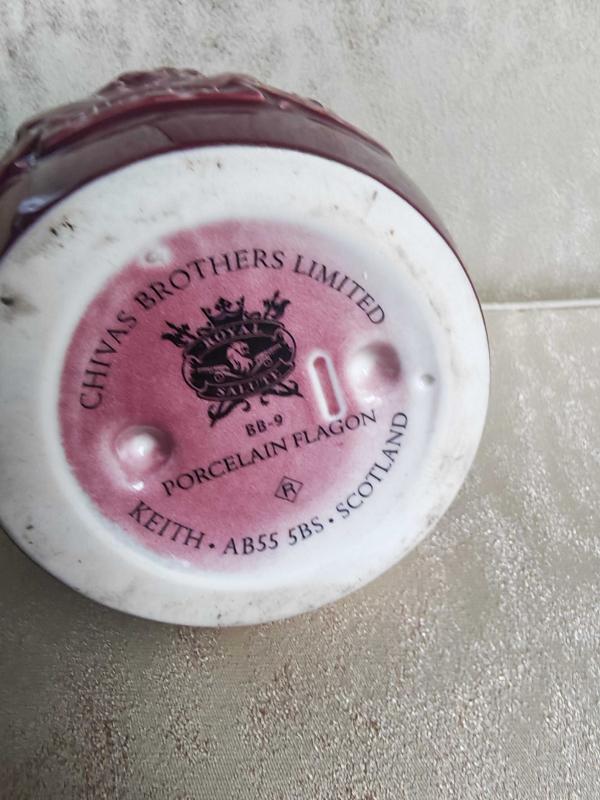 CHIVAS BROTHERS LIMITED
ROYAL
SALUTE
BB-9
PORCELAIN FLAGON
R
KEITH • AB55 5BS • SCOTLAND